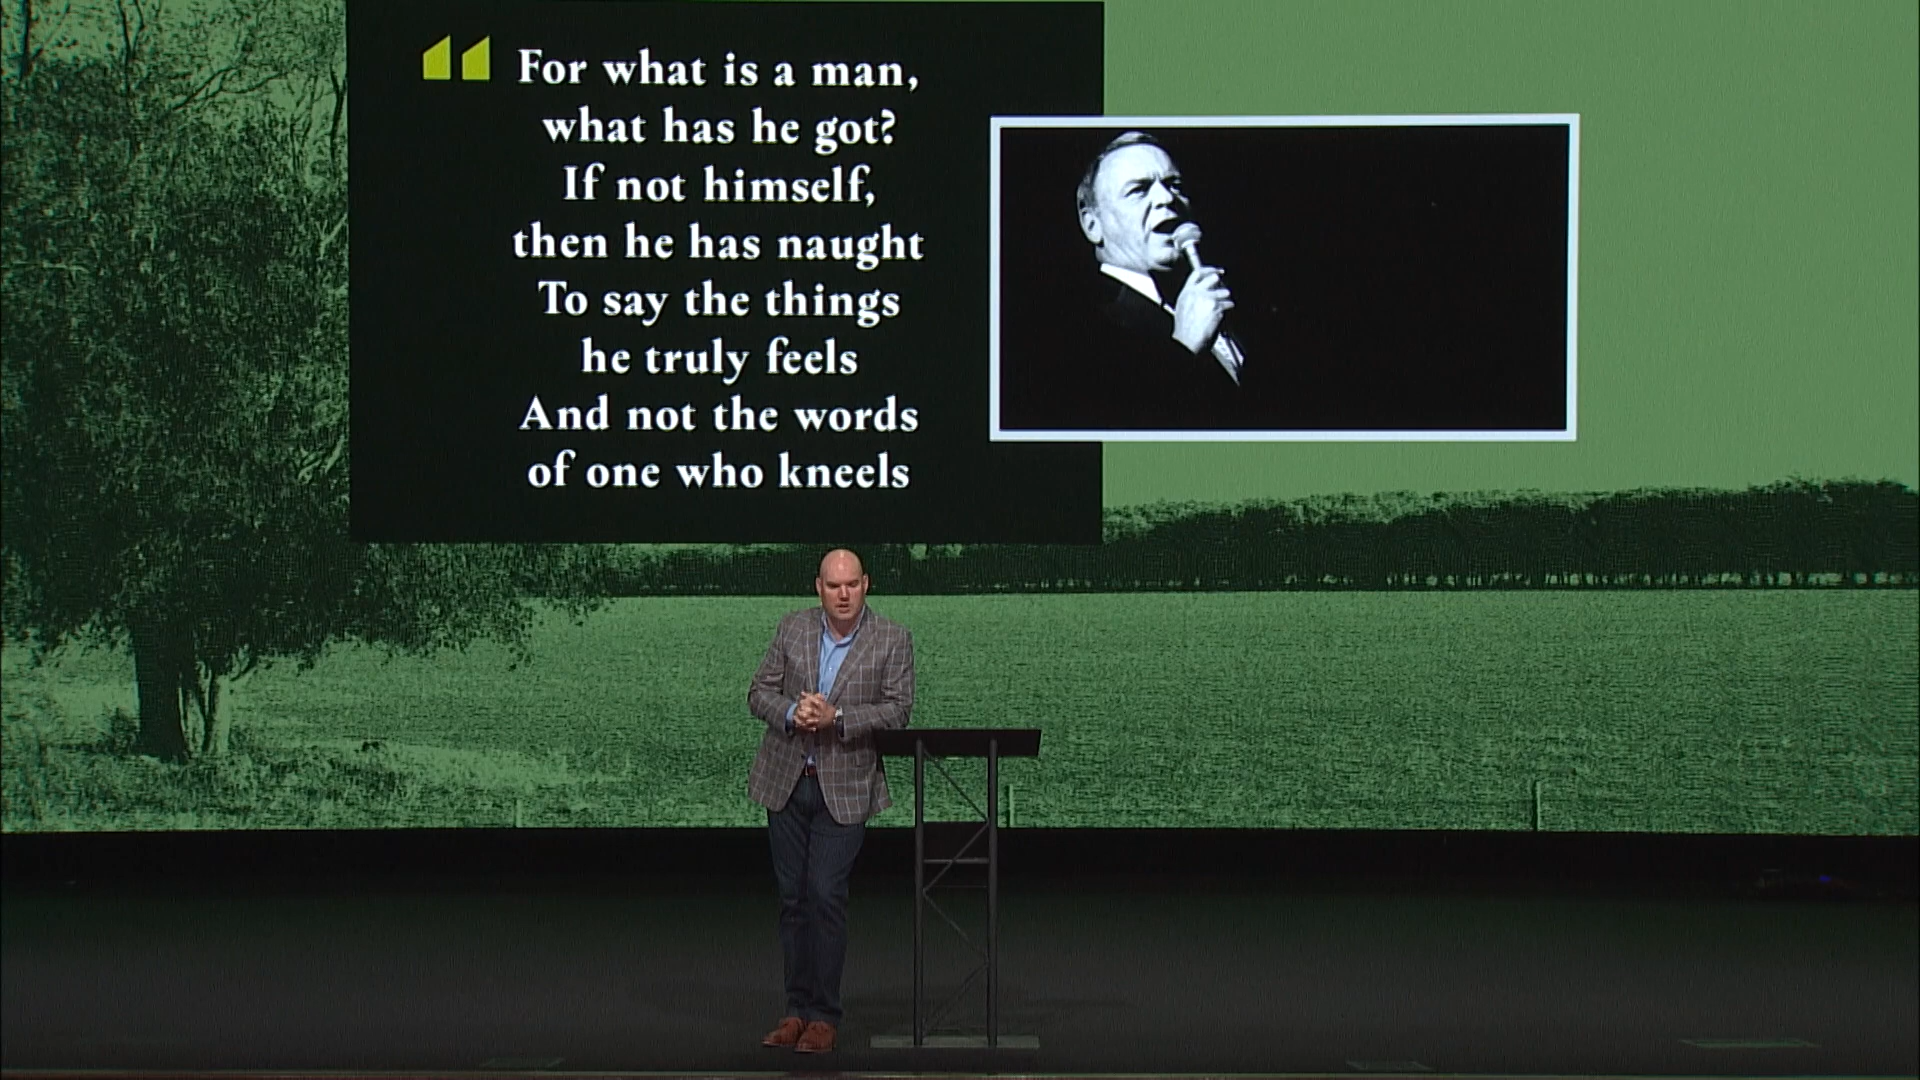 For what is a man,
what has he got?
If not himself,
then he has naught
To say the things
he truly feels
And not the words
of one who kneels